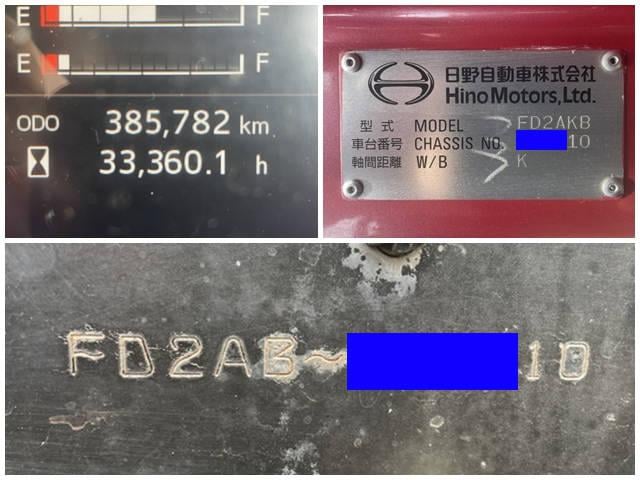 E F
E F
ODO 385,782 km
33,360.1 h
日野自動車株式会社
Hino Motors, Ltd.
型式 MODEL FD2AKB
車台番号 CHASSIS NO. 10
軸間距離 W/B K
FD2AB~ 10